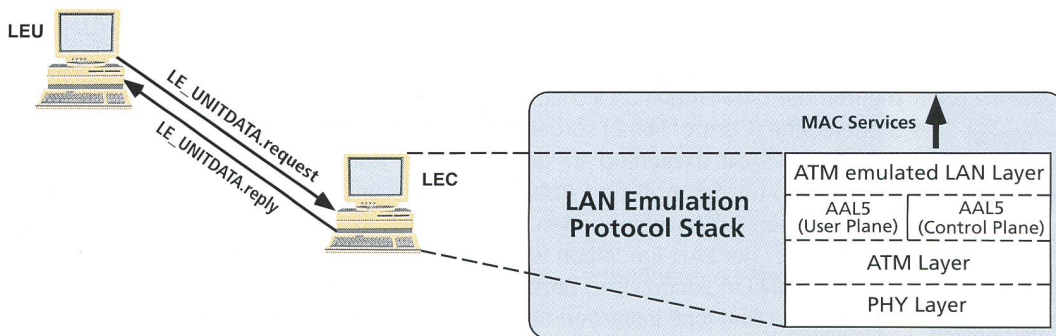 LEU
LE_UNITDATA.request
LE_UNITDATA.reply
LEC
MAC Services
LAN Emulation
Protocol Stack
ATM emulated LAN Layer
AAL5
(User Plane)
AAL5
(Control Plane)
ATM Layer
PHY Layer